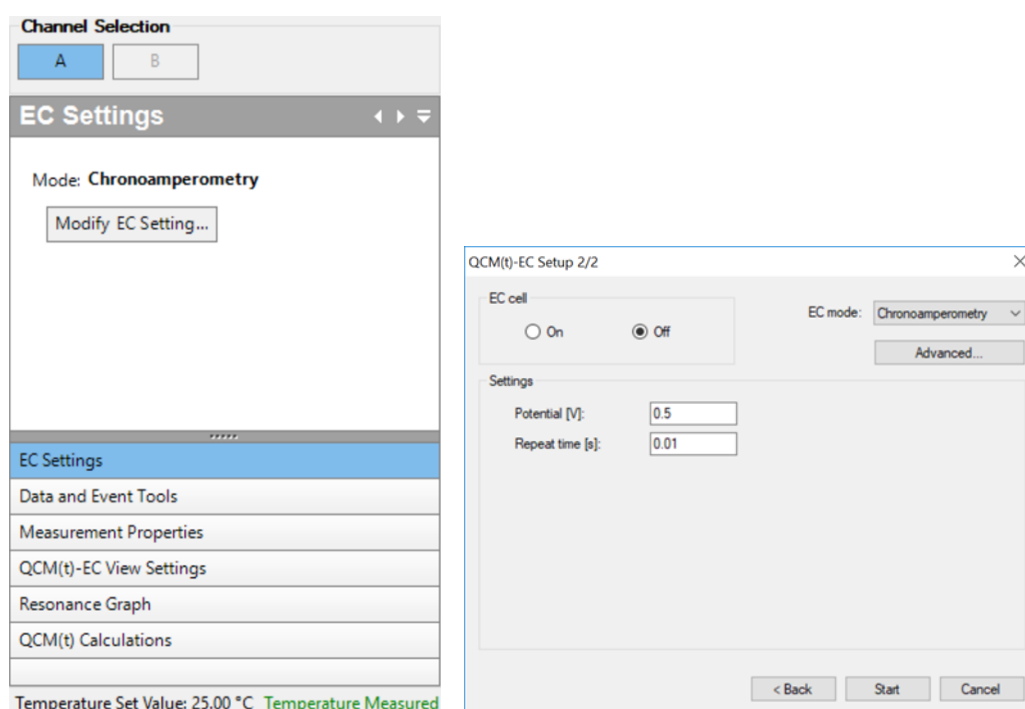 Channel Selection
A
B
EC Settings
Mode: Chronoamperometry
Modify EC Setting...
EC Settings
Data and Event Tools
Measurement Properties
QCM(t)-EC View Settings
Resonance Graph
QCM(t) Calculations
Temperature Set Value: 25.00 °C Temperature Measured
QCM(t)-EC Setup 2/2
EC cell
On
Off
EC mode: Chronoamperometry
Advanced...
Settings
Potential [V]: 0.5
Repeat time [s]: 0.01
< Back
Start
Cancel